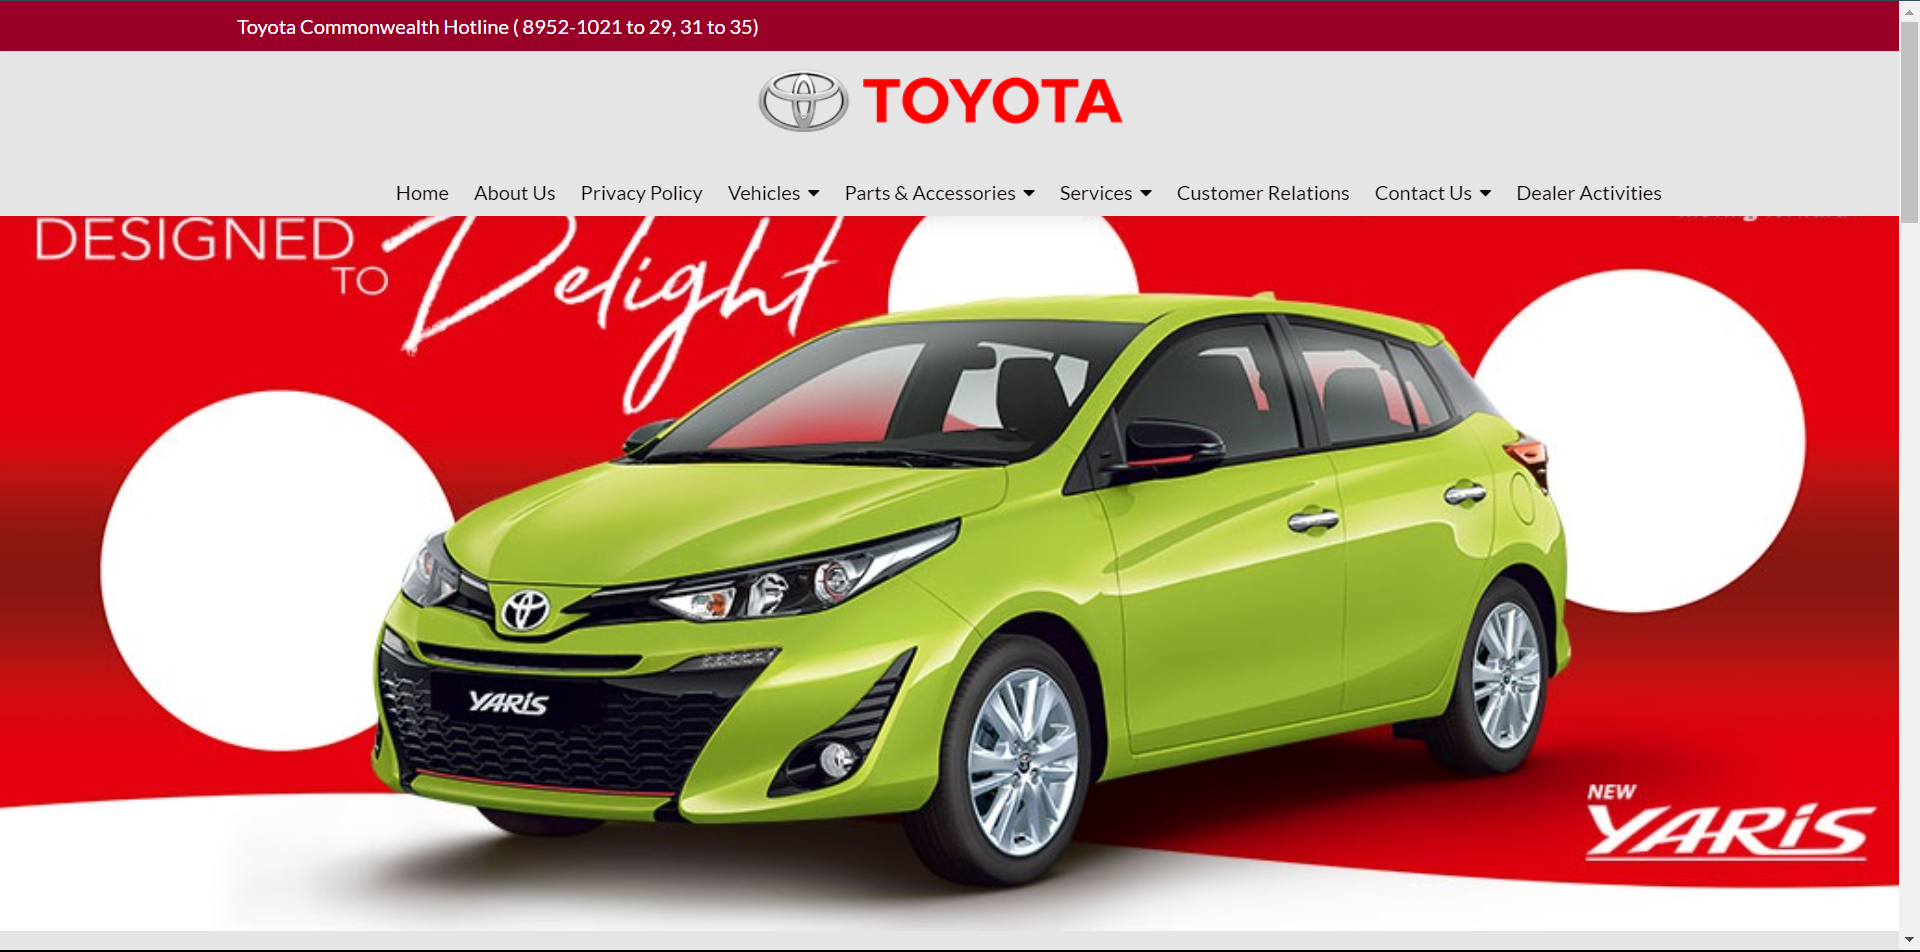 Toyota Commonwealth Hotline ( 8952-1021 to 29, 31 to 35)
TOYOTA
Home About Us Privacy Policy Vehicles Parts & Accessories Services Customer Relations Contact Us Dealer Activities
DESIGNED
TO Delight
YARiS
NEW
YARiS